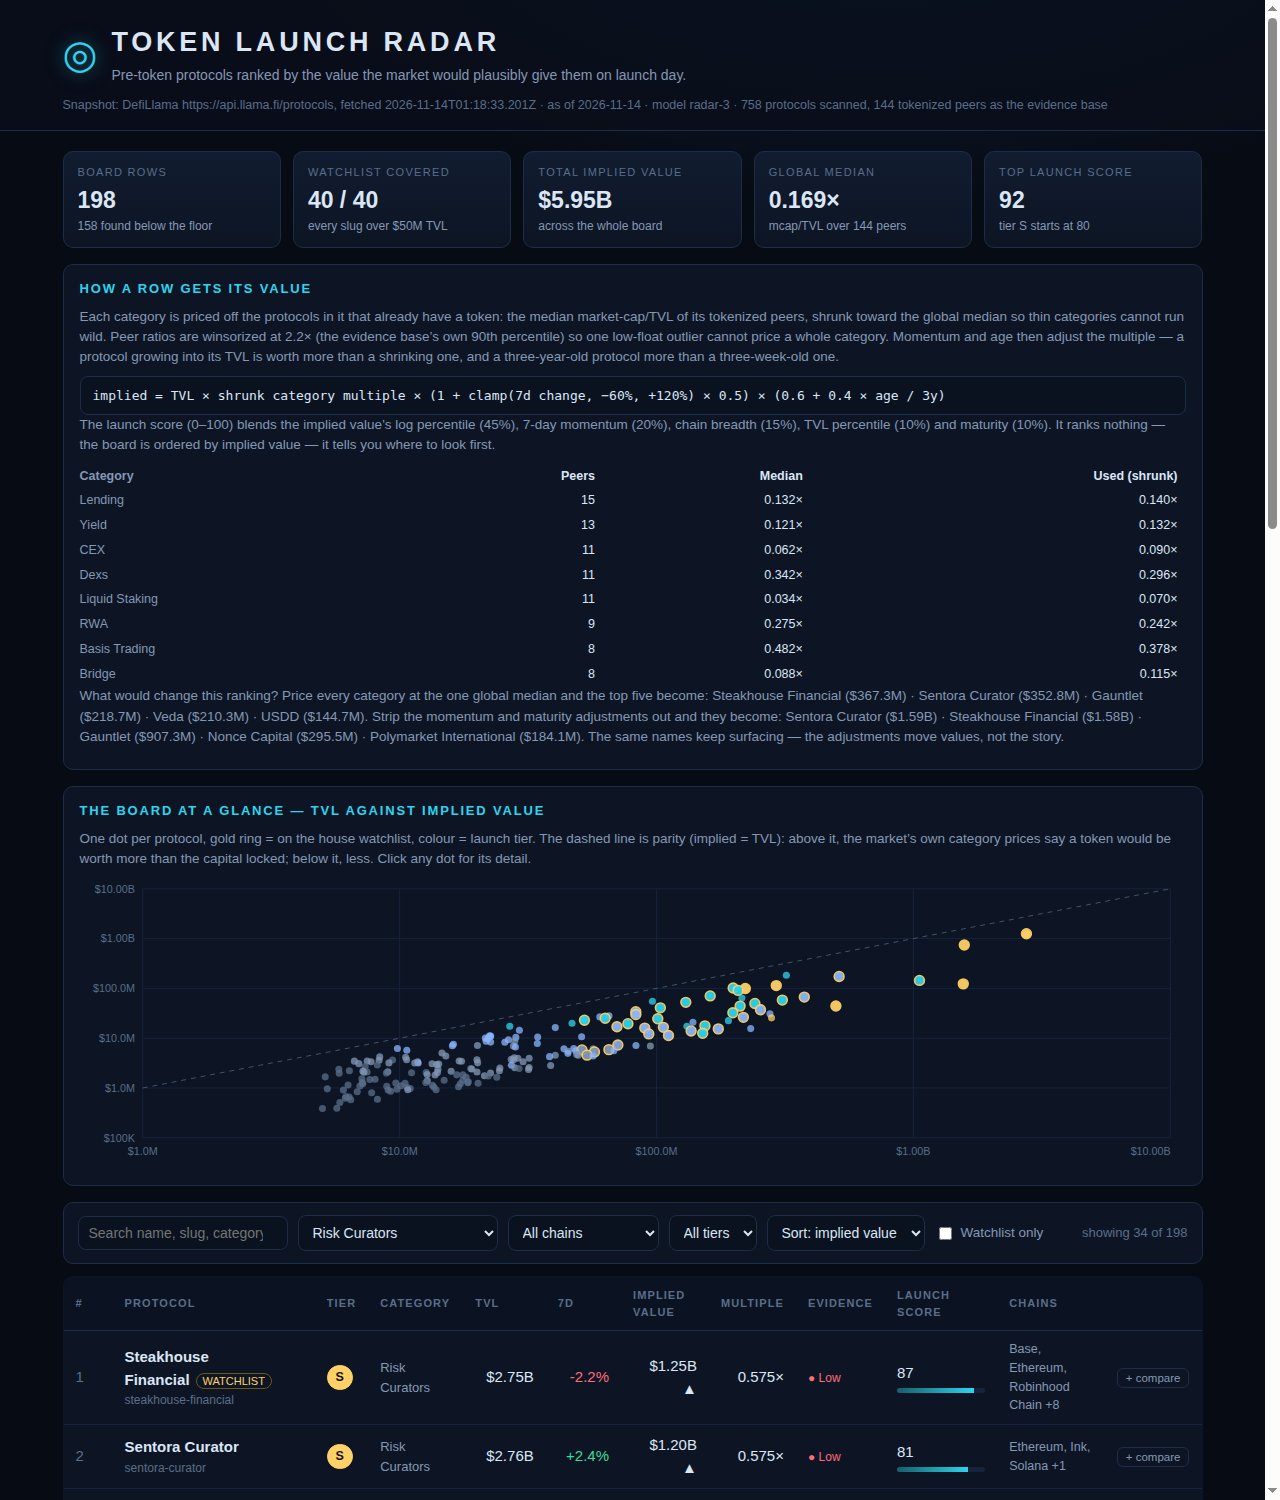 TOKEN LAUNCH RADAR
Pre-token protocols ranked by the value the market would plausibly give them on launch day.
Snapshot: DefiLlama https://api.llama.fi/protocols, fetched 2026-11-14T01:18:33.201Z · as of 2026-11-14 · model radar-3 · 758 protocols scanned, 144 tokenized peers as the evidence base
BOARD ROWS
198
158 found below the floor
WATCHLIST COVERED
40 / 40
every slug over $50M TVL
TOTAL IMPLIED VALUE
$5.95B
across the whole board
GLOBAL MEDIAN
0.169×
mcap/TVL over 144 peers
TOP LAUNCH SCORE
92
tier S starts at 80
HOW A ROW GETS ITS VALUE
Each category is priced off the protocols in it that already have a token: the median market-cap/TVL of its tokenized peers, shrunk toward the global median so thin categories cannot run
wild. Peer ratios are winsorized at 2.2× (the evidence base’s own 90th percentile) so one low-float outlier cannot price a whole category. Momentum and age then adjust the multiple — a
protocol growing into its TVL is worth more than a shrinking one, and a three-year-old protocol more than a three-week-old one.
implied = TVL × shrunk category multiple × (1 + clamp(7d change, −60%, +120%) × 0.5) × (0.6 + 0.4 × age / 3y)
The launch score (0–100) blends the implied value’s log percentile (45%), 7-day momentum (20%), chain breadth (15%), TVL percentile (10%) and maturity (10%). It ranks nothing —
the board is ordered by implied value — it tells you where to look first.
Category Peers Median Used (shrunk)
Lending 15 0.132× 0.140×
Yield 13 0.121× 0.132×
CEX 11 0.062× 0.090×
Dexs 11 0.342× 0.296×
Liquid Staking 11 0.034× 0.070×
RWA 9 0.275× 0.242×
Basis Trading 8 0.482× 0.378×
Bridge 8 0.088× 0.115×
What would change this ranking? Price every category at the one global median and the top five become: Steakhouse Financial ($367.3M) · Sentora Curator ($352.8M) · Gauntlet
($218.7M) · Veda ($210.3M) · USDD ($144.7M). Strip the momentum and maturity adjustments out and they become: Sentora Curator ($1.59B) · Steakhouse Financial ($1.58B) ·
Gauntlet ($907.3M) · Nonce Capital ($295.5M) · Polymarket International ($184.1M). The same names keep surfacing — the adjustments move values, not the story.
THE BOARD AT A GLANCE — TVL AGAINST IMPLIED VALUE
One dot per protocol, gold ring = on the house watchlist, colour = launch tier. The dashed line is parity (implied = TVL): above it, the market’s own category prices say a token would be
worth more than the capital locked; below it, less. Click any dot for its detail.
$10.00B
$1.00B
$100.0M
$10.0M
$1.0M
$100K
$1.0M $10.0M $100.0M $1.00B $10.00B
Search name, slug, category
Risk Curators
All chains
All tiers
Sort: implied value
Watchlist only
showing 34 of 198
# PROTOCOL TIER CATEGORY TVL 7D IMPLIED VALUE MULTIPLE EVIDENCE LAUNCH SCORE CHAINS
1 Steakhouse Financial WATCHLIST
steakhouse-financial
S Risk Curators $2.75B -2.2% $1.25B ▲ 0.575× ● Low 87 Base, Ethereum, Robinhood Chain +8 + compare
2 Sentora Curator
sentora-curator
S Risk Curators $2.76B +2.4% $1.20B ▲ 0.575× ● Low 81 Ethereum, Ink, Solana +1 + compare